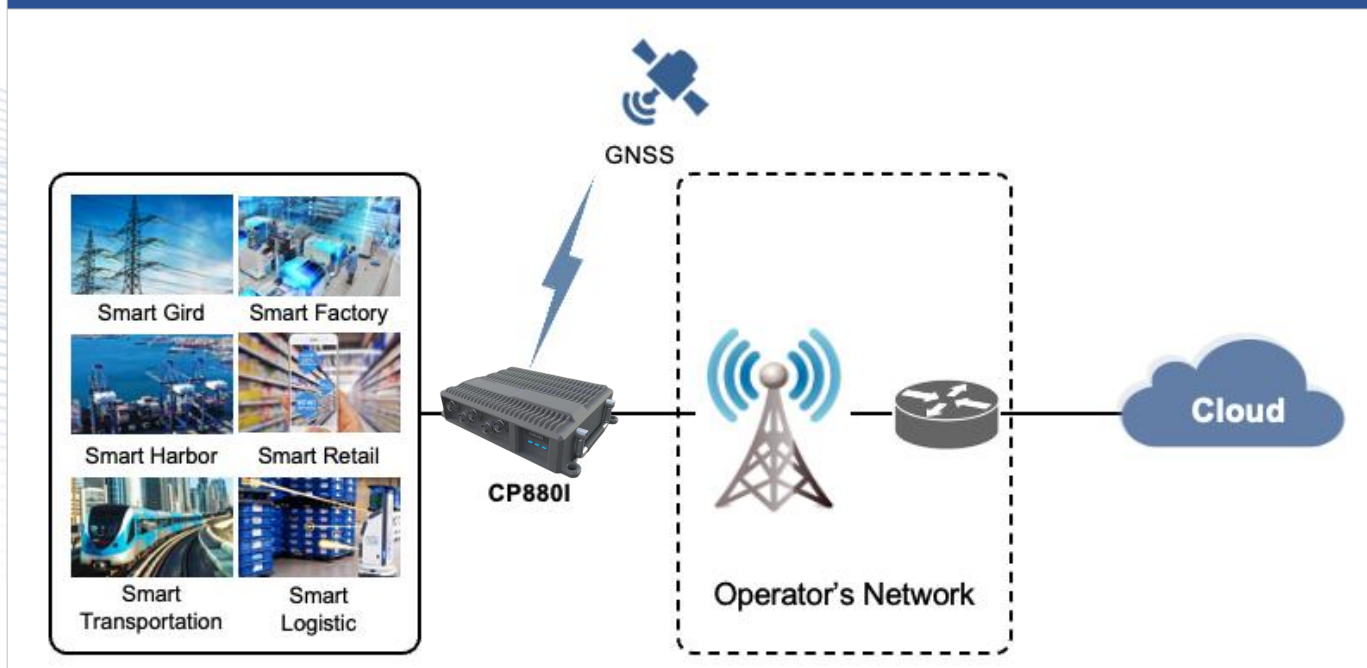 GNSS
Smart Gird
Smart Factory
Smart Harbor
Smart Retail
Smart
Transportation
Smart
Logistic
CP880I
Operator's Network
Cloud